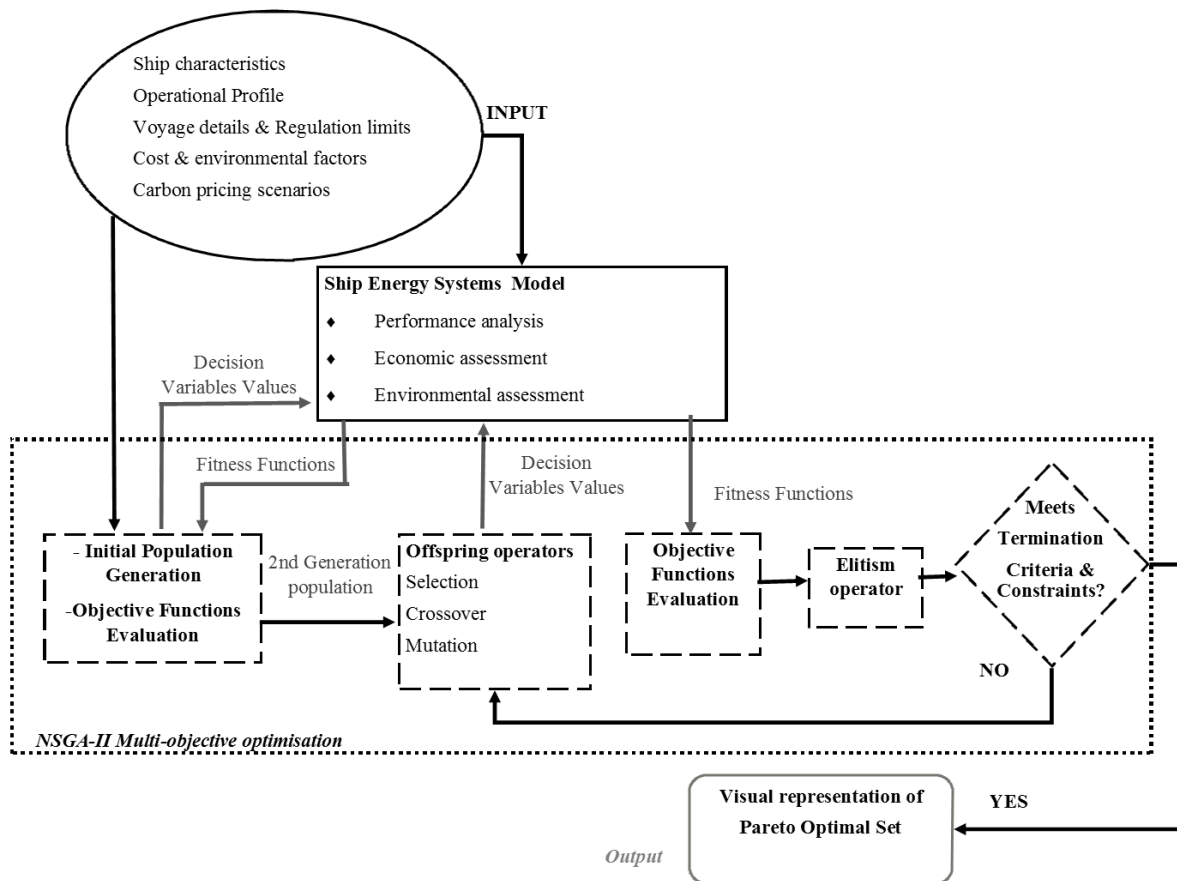 Ship characteristics
Operational Profile
Voyage details & Regulation limits
Cost & environmental factors
Carbon pricing scenarios
INPUT
Ship Energy Systems Model
♦ Performance analysis
♦ Economic assessment
♦ Environmental assessment
Decision
Variables Values
Fitness Functions
Decision
Variables Values
Fitness Functions
- Initial Population
Generation
-Objective Functions
Evaluation
2nd Generation
population
Offspring operators
Selection
Crossover
Mutation
Objective
Functions
Evaluation
Elitism
operator
Meets
Termination
Criteria &
Constraints?
NO
NSGA-II Multi-objective optimisation
YES
Visual representation of
Pareto Optimal Set
Output